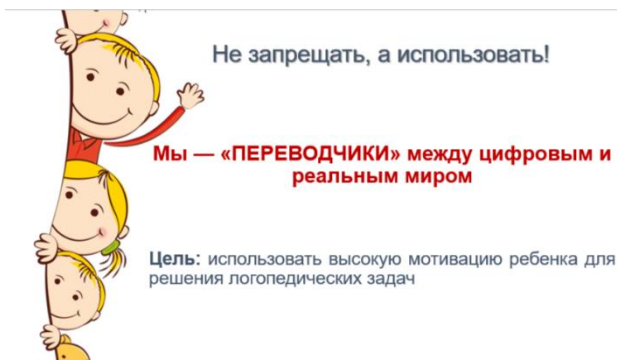 Не запрещать, а использовать!
Мы — «ПЕРЕВОДЧИКИ» между цифровым и
реальным миром
Цель: использовать высокую мотивацию ребенка для
решения логопедических задач